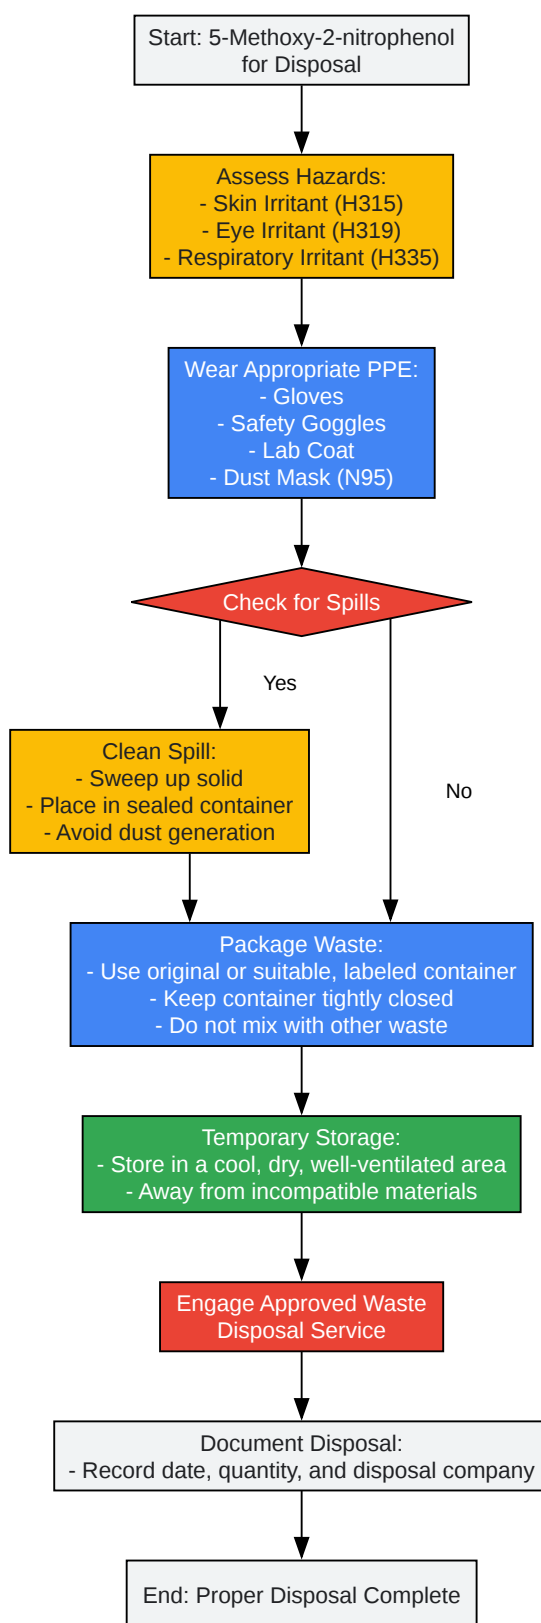 Start: 5-Methoxy-2-nitrophenol
for Disposal
Assess Hazards:
- Skin Irritant (H315)
- Eye Irritant (H319)
- Respiratory Irritant (H335)
Wear Appropriate PPE:
- Gloves
- Safety Goggles
- Lab Coat
- Dust Mask (N95)
Check for Spills
Yes
Clean Spill:
- Sweep up solid
- Place in sealed container
- Avoid dust generation
No
Package Waste:
- Use original or suitable, labeled container
- Keep container tightly closed
- Do not mix with other waste
Temporary Storage:
- Store in a cool, dry, well-ventilated area
- Away from incompatible materials
Engage Approved Waste
Disposal Service
Document Disposal:
- Record date, quantity, and disposal company
End: Proper Disposal Complete